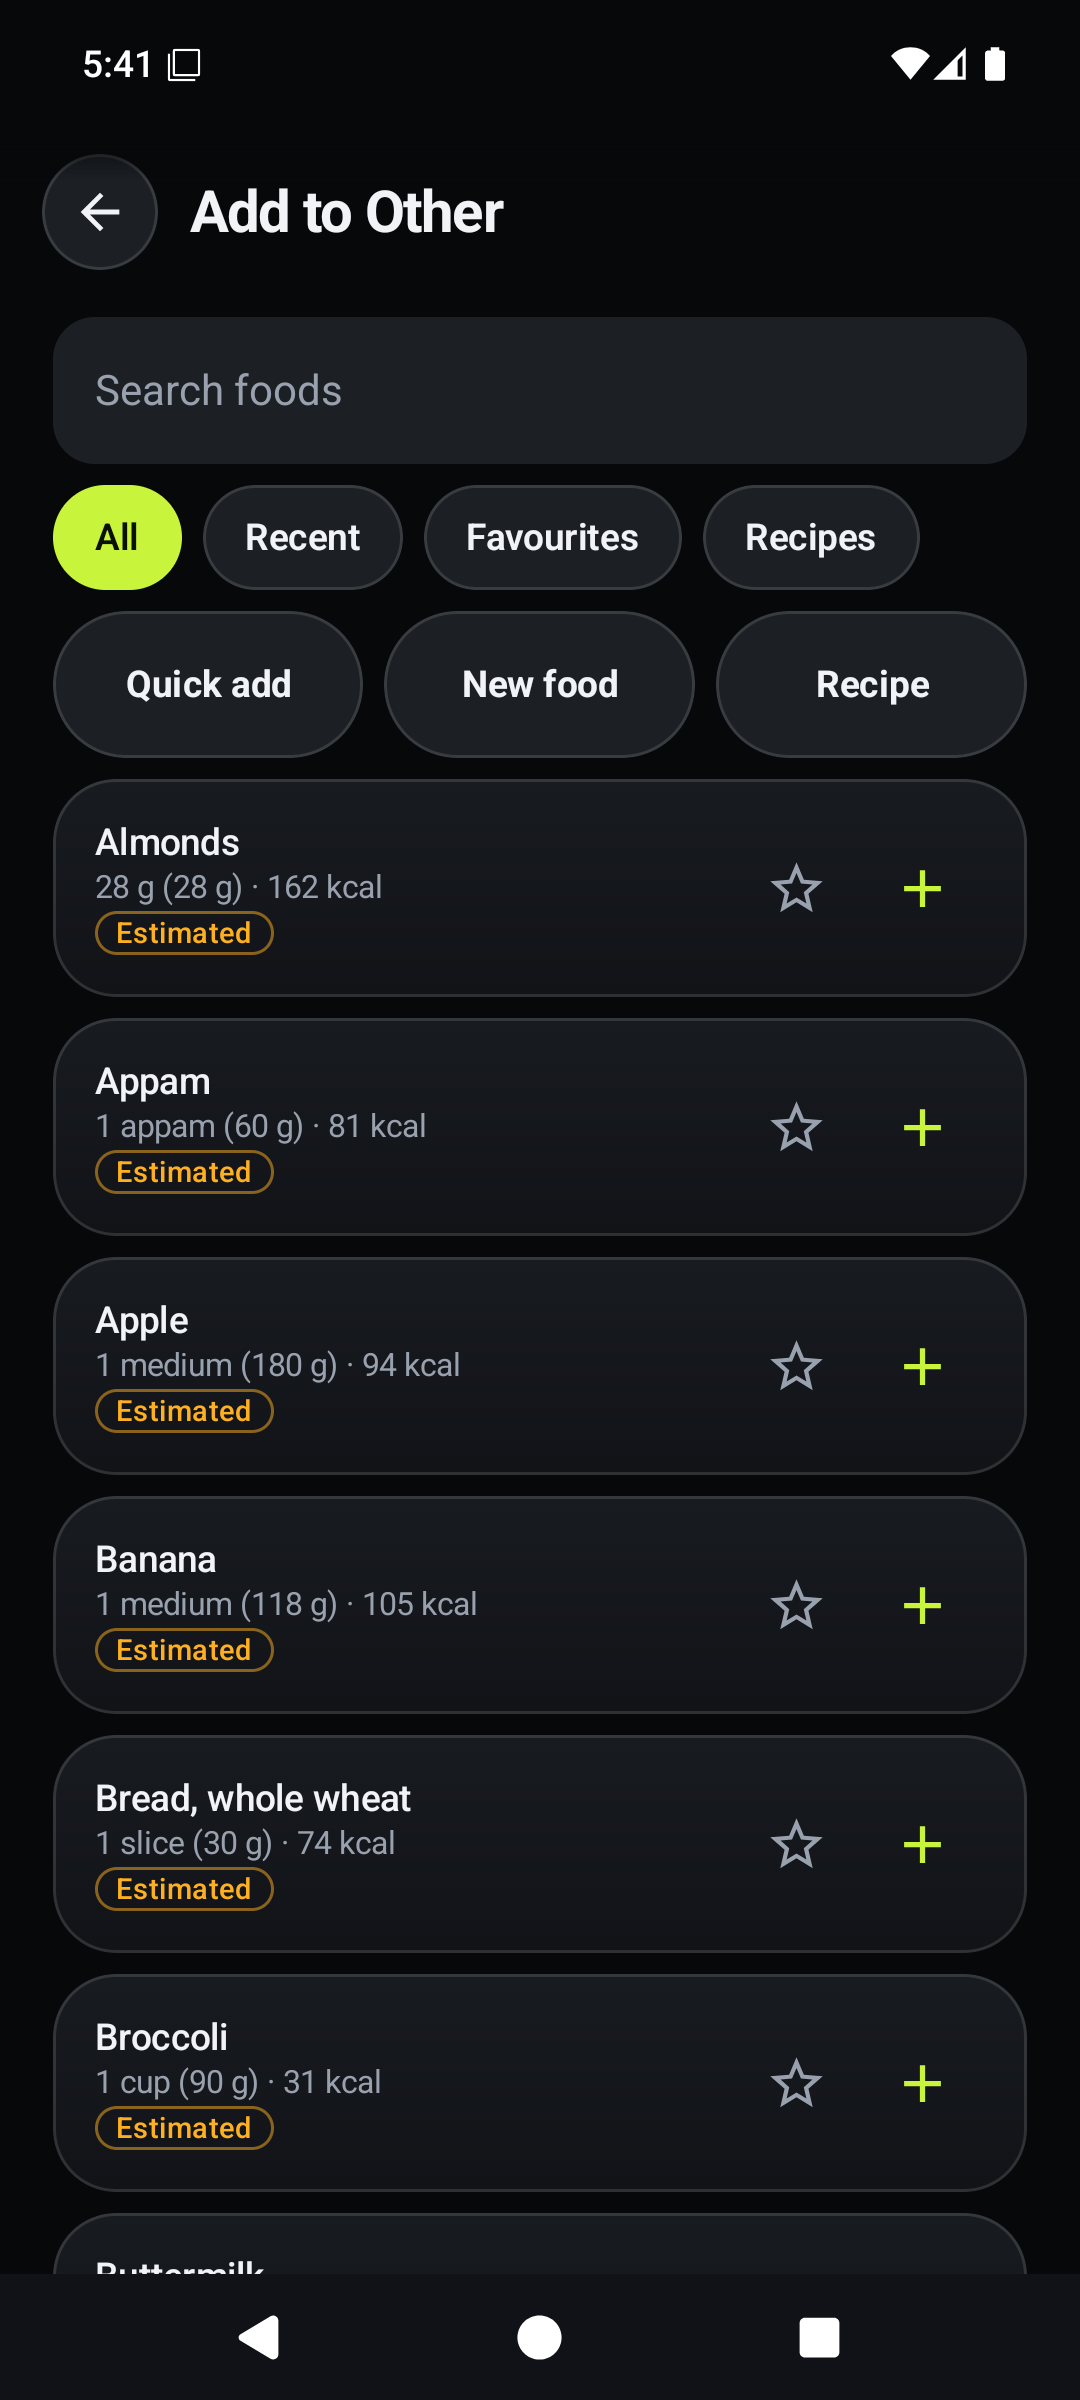 5:41
Add to Other
Search foods
All Recent Favourites Recipes
Quick add New food Recipe
Almonds
28 g (28 g) · 162 kcal
Estimated
Appam
1 appam (60 g) · 81 kcal
Estimated
Apple
1 medium (180 g) · 94 kcal
Estimated
Banana
1 medium (118 g) · 105 kcal
Estimated
Bread, whole wheat
1 slice (30 g) · 74 kcal
Estimated
Broccoli
1 cup (90 g) · 31 kcal
Estimated
Buttermilk